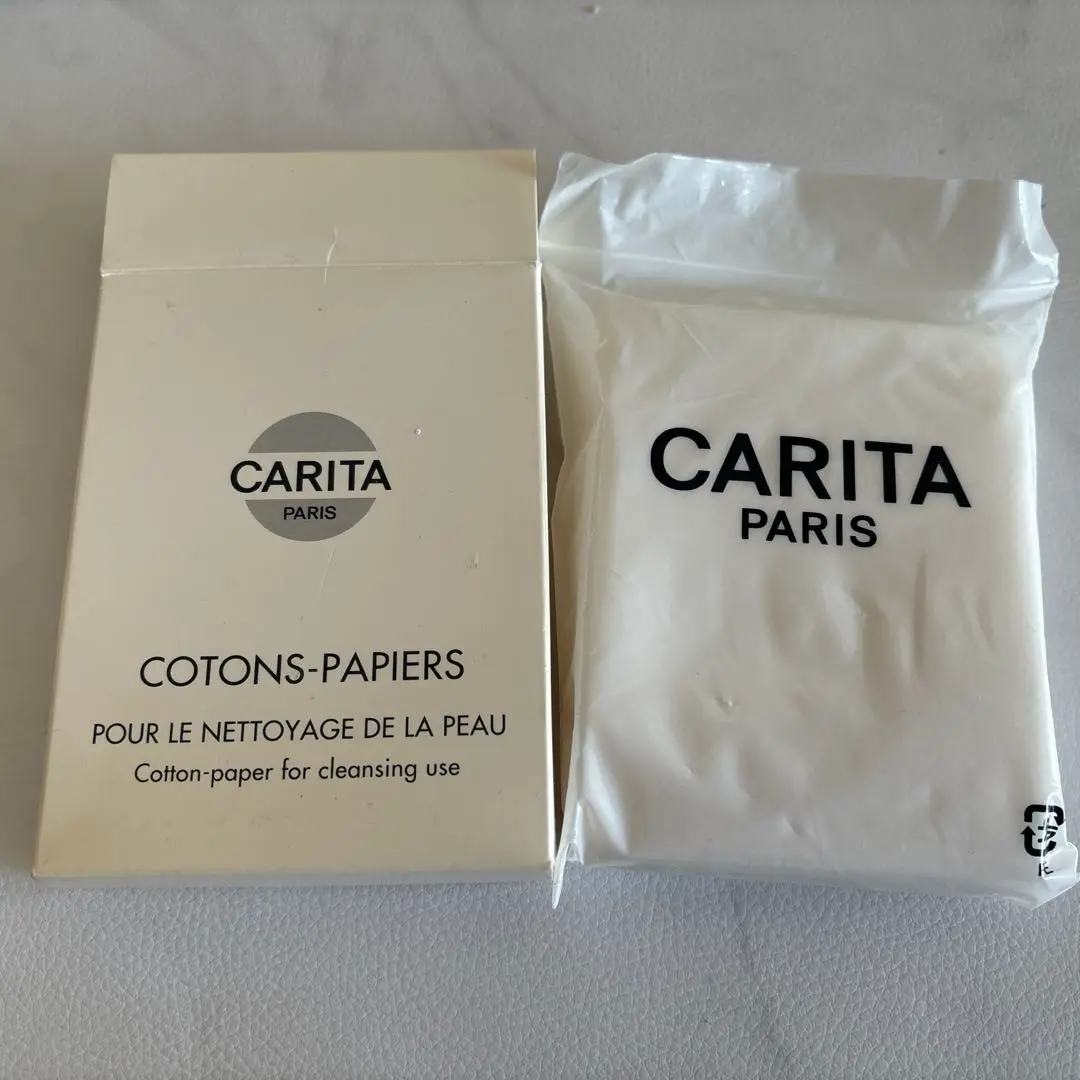 CARITA
PARIS
COTONS-PAPIERS
POUR LE NETTOYAGE DE LA PEAU
Cotton-paper for cleansing use
CARITA
PARIS